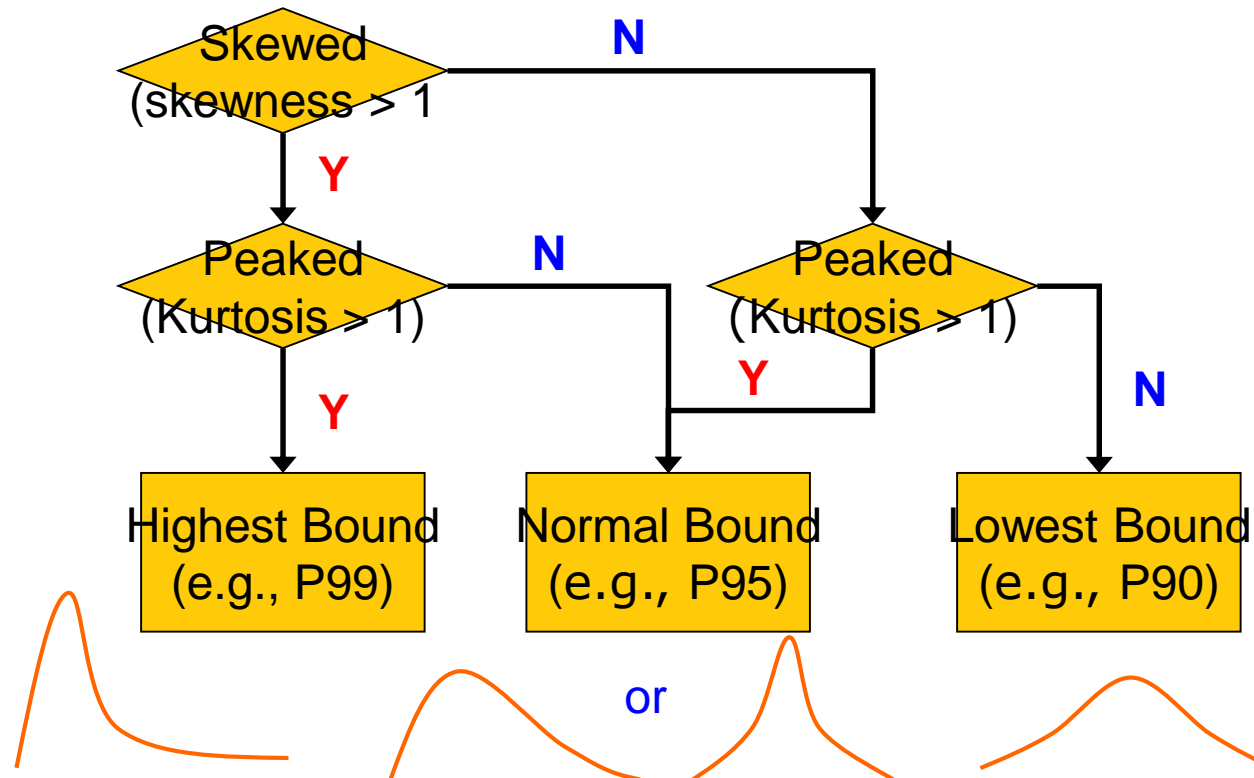 Skewed
(skewness > 1
N
Y
Peaked
(Kurtosis > 1)
N
Peaked
(Kurtosis > 1)
Y
Y
N
Highest Bound
(e.g., P99)
Normal Bound
(e.g., P95)
Lowest Bound
(e.g., P90)
or